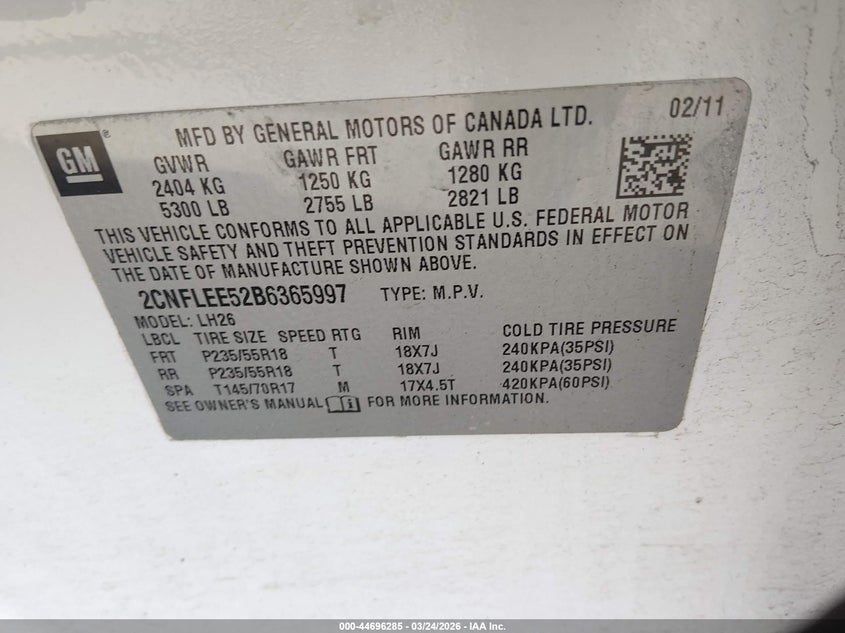 GM ®
MFD BY GENERAL MOTORS OF CANADA LTD. 02/11
GVWR GAWR FRT GAWR RR
2404 KG 1250 KG 1280 KG
5300 LB 2755 LB 2821 LB
THIS VEHICLE CONFORMS TO ALL APPLICABLE U.S. FEDERAL MOTOR
VEHICLE SAFETY AND THEFT PREVENTION STANDARDS IN EFFECT ON
THE DATE OF MANUFACTURE SHOWN ABOVE.
2CNFLEE52B6365997 TYPE: M.P.V.
MODEL: LH26
LBCL TIRE SIZE SPEED RTG RIM COLD TIRE PRESSURE
FRT P235/55R18 T 18X7J 240KPA(35PSI)
RR P235/55R18 T 18X7J 240KPA(35PSI)
SPA T145/70R17 M 17X4.5T 420KPA(60PSI)
SEE OWNER'S MANUAL FOR MORE INFORMATION.
000-44696285 - 03/24/2026 - IAA Inc.